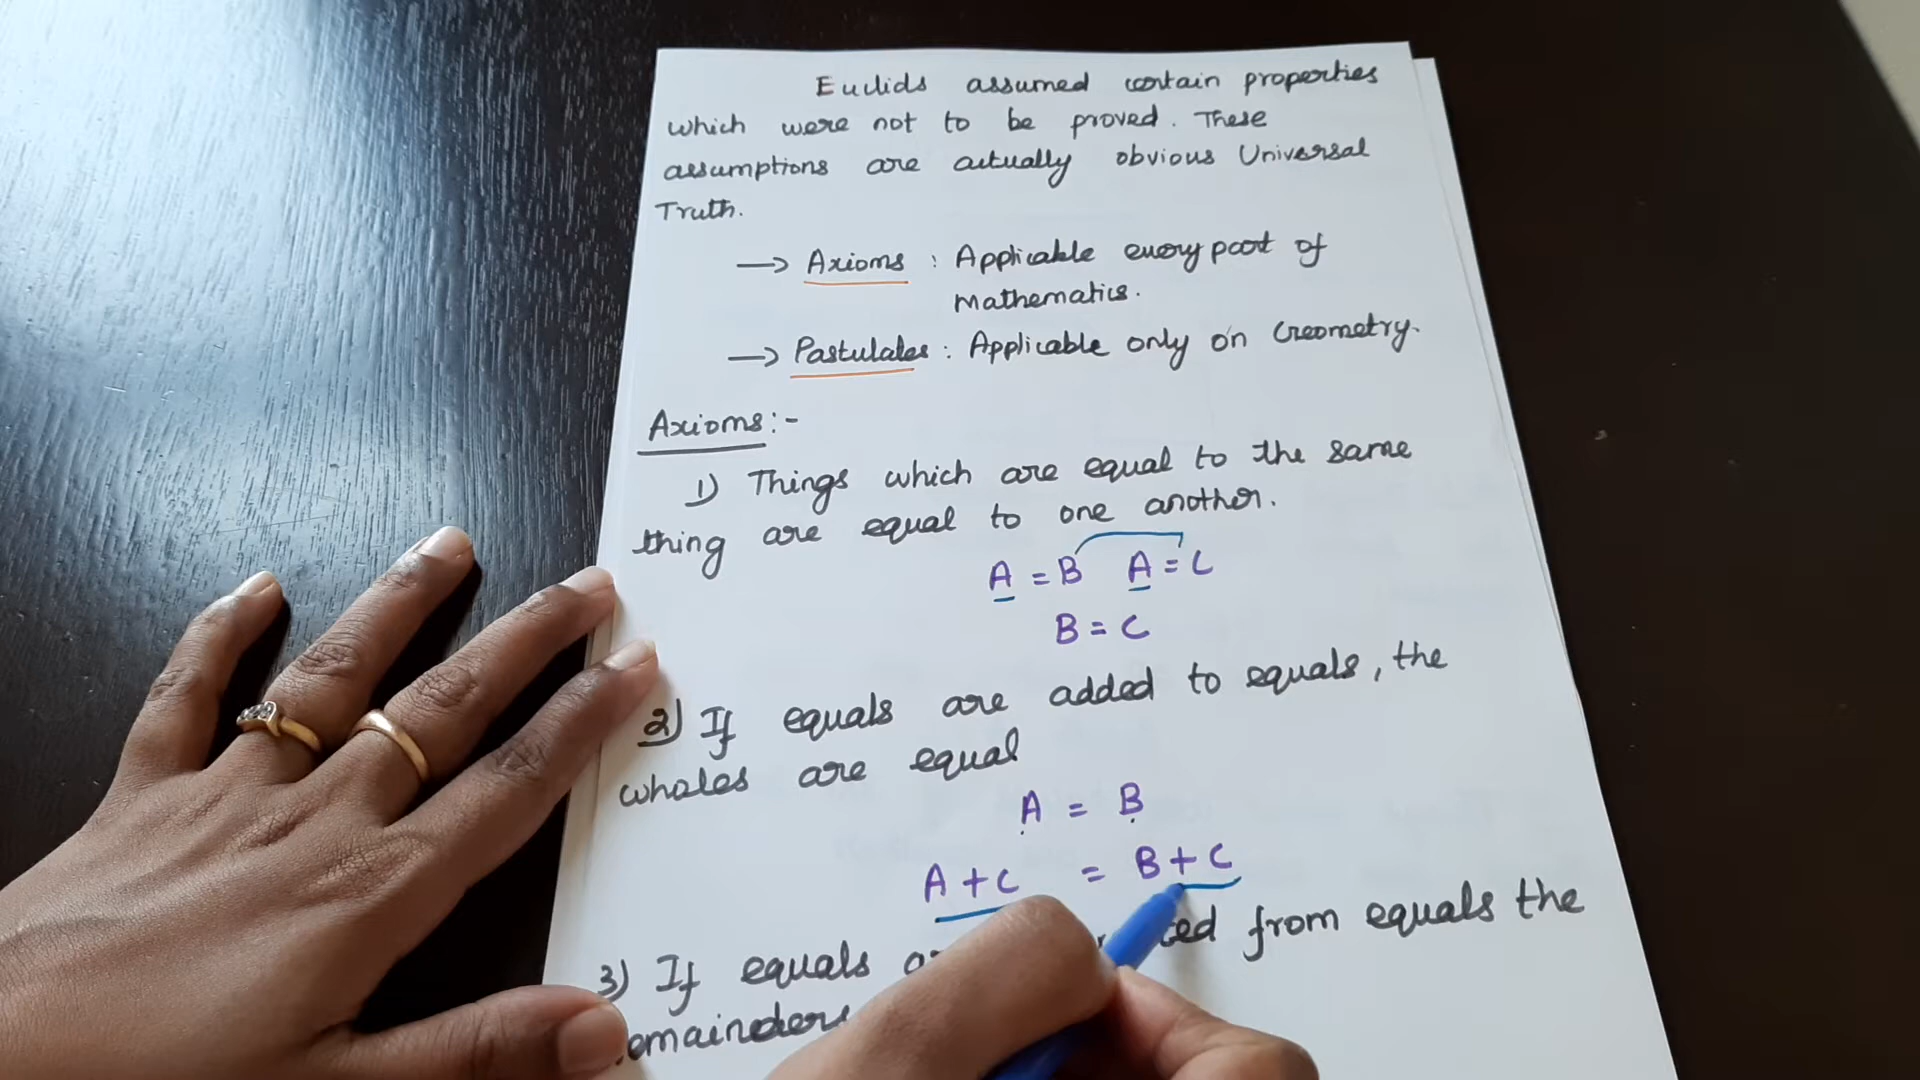 Euclids assumed certain properties
which were not to be proved. These
assumptions are actually obvious Universal
Truth.
→ Axioms : Applicable every part of
Mathematics.
→ Pastulates : Applicable only on Geometry.
Axioms:-
1) Things which are equal to the same
thing are equal to one another.
A = B A = C
B = C
2) If equals are added to equals, the
wholes are equal
A = B
A + C = B + C
3) If equals from equals the
remainders